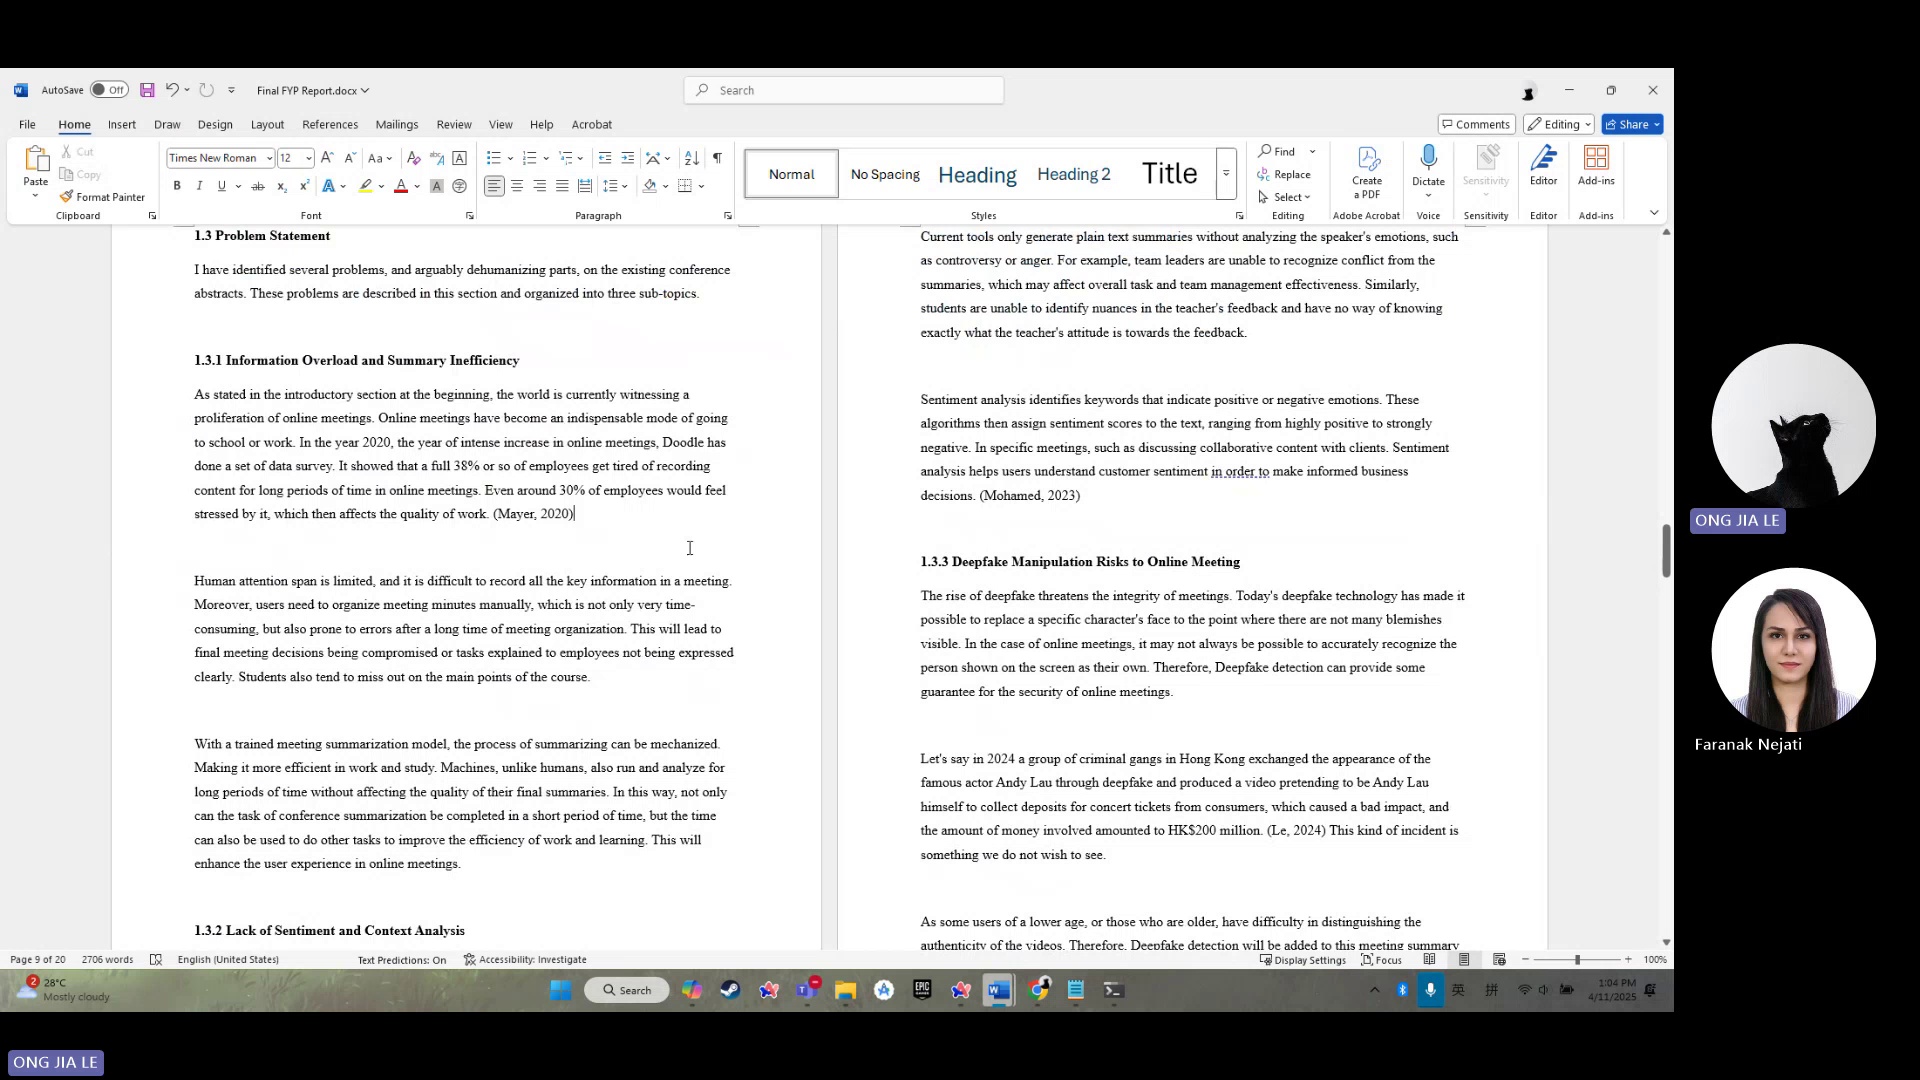 AutoSave Off Final FYP Report.docx Search
File Home Insert Draw Design Layout References Mailings Review View Help Acrobat Comments Editing Share
Paste Cut Copy Format Painter
Times New Roman 12
Normal No Spacing Heading Heading 2 Title
Find Replace Select
Create a PDF Dictate Sensitivity Editor Add-ins
Clipboard Font Paragraph Styles Editing Adobe Acrobat Voice Sensitivity Editor Add-ins
1.3 Problem Statement
I have identified several problems, and arguably dehumanizing parts, on the existing conference
abstracts. These problems are described in this section and organized into three sub-topics.
1.3.1 Information Overload and Summary Inefficiency
As stated in the introductory section at the beginning, the world is currently witnessing a
proliferation of online meetings. Online meetings have become an indispensable mode of going
to school or work. In the year 2020, the year of intense increase in online meetings, Doodle has
done a set of data survey. It showed that a full 38% or so of employees get tired of recording
content for long periods of time in online meetings. Even around 30% of employees would feel
stressed by it, which then affects the quality of work. (Mayer, 2020)
Human attention span is limited, and it is difficult to record all the key information in a meeting.
Moreover, users need to organize meeting minutes manually, which is not only very time-
consuming, but also prone to errors after a long time of meeting organization. This will lead to
final meeting decisions being compromised or tasks explained to employees not being expressed
clearly. Students also tend to miss out on the main points of the course.
With a trained meeting summarization model, the process of summarizing can be mechanized.
Making it more efficient in work and study. Machines, unlike humans, also run and analyze for
long periods of time without affecting the quality of their final summaries. In this way, not only
can the task of conference summarization be completed in a short period of time, but the time
can also be used to do other tasks to improve the efficiency of work and learning. This will
enhance the user experience in online meetings.
1.3.2 Lack of Sentiment and Context Analysis
Current tools only generate plain text summaries without analyzing the speaker's emotions, such
as controversy or anger. For example, team leaders are unable to recognize conflict from the
summaries, which may affect overall task and team management effectiveness. Similarly,
students are unable to identify nuances in the teacher's feedback and have no way of knowing
exactly what the teacher's attitude is towards the feedback.
Sentiment analysis identifies keywords that indicate positive or negative emotions. These
algorithms then assign sentiment scores to the text, ranging from highly positive to strongly
negative. In specific meetings, such as discussing collaborative content with clients. Sentiment
analysis helps users understand customer sentiment in order to make informed business
decisions. (Mohamed, 2023)
1.3.3 Deepfake Manipulation Risks to Online Meeting
The rise of deepfake threatens the integrity of meetings. Today's deepfake technology has made it
possible to replace a specific character's face to the point where there are not many blemishes
visible. In the case of online meetings, it may not always be possible to accurately recognize the
person shown on the screen as their own. Therefore, Deepfake detection can provide some
guarantee for the security of online meetings.
Let's say in 2024 a group of criminal gangs in Hong Kong exchanged the appearance of the
famous actor Andy Lau through deepfake and produced a video pretending to be Andy Lau
himself to collect deposits for concert tickets from consumers, which caused a bad impact, and
the amount of money involved amounted to HK$200 million. (Le, 2024) This kind of incident is
something we do not wish to see.
As some users of a lower age, or those who are older, have difficulty in distinguishing the
authenticity of the videos. Therefore, Deepfake detection will be added to this meeting summary
Page 9 of 20 2706 words English (United States) Text Predictions: On Accessibility: Investigate Display Settings Focus 100%
2 28°C
Mostly cloudy
Search
EPIC GAMES
英 拼
1:04 PM
4/11/2025
ONG JIA LE
Faranak Nejati
ONG JIA LE